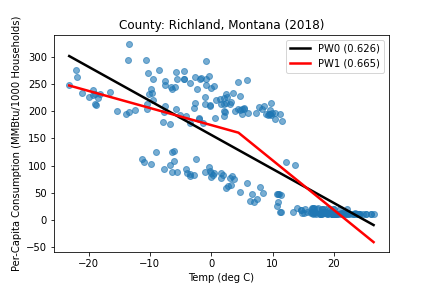 County: Richland, Montana (2018)
PW0 (0.626)
PW1 (0.665)
Per-Capita Consumption (MMBtu/1000 Households)
300
250
200
150
100
50
0
−50
−20
−10
0
10
20
Temp (deg C)